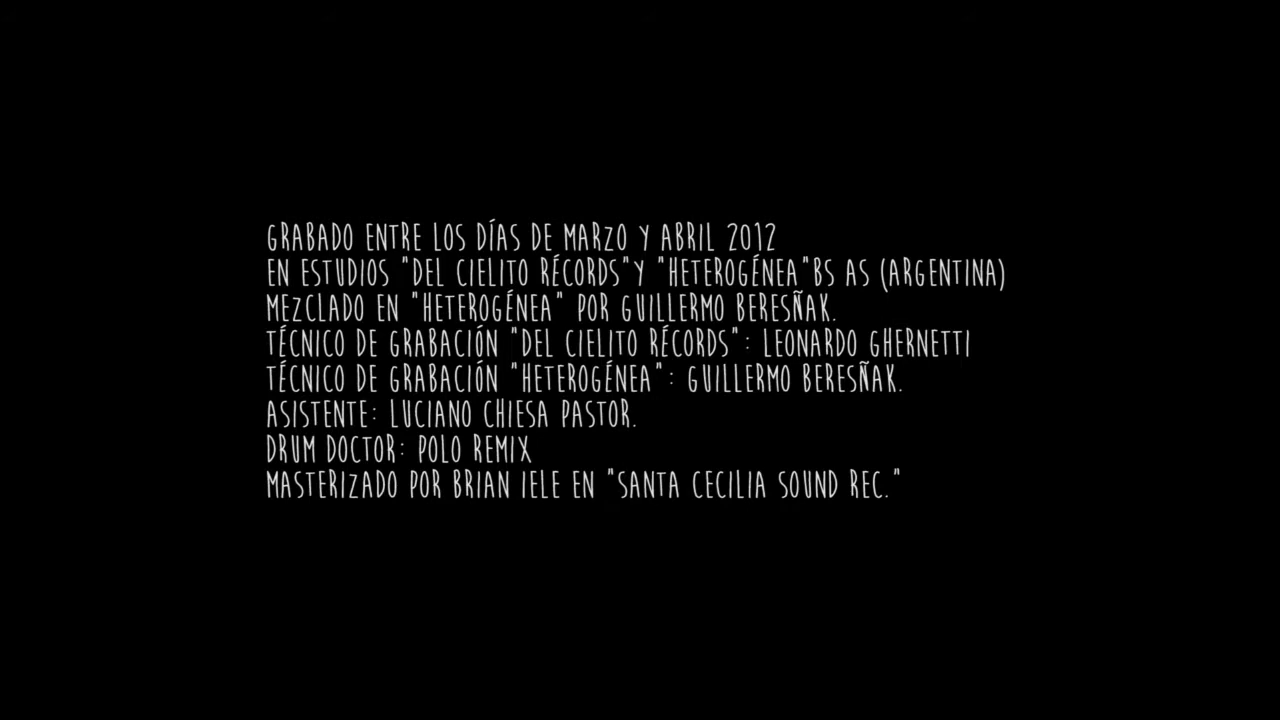 GRABADO ENTRE LOS DÍAS DE MARZO Y ABRIL 2012
EN ESTUDIOS "DEL CIELITO RÉCORDS"Y "HETEROGÉNEA"BS AS (ARGENTINA)
MEZCLADO EN "HETEROGÉNEA" POR GUILLERMO BERESÑAK.
TÉCNICO DE GRABACIÓN "DEL CIELITO RÉCORDS": LEONARDO GHERNETTI
TÉCNICO DE GRABACIÓN "HETEROGÉNEA": GUILLERMO BERESÑAK.
ASISTENTE: LUCIANO CHIESA PASTOR.
DRUM DOCTOR: POLO REMIX
MASTERIZADO POR BRIAN IELE EN "SANTA CECILIA SOUND REC."